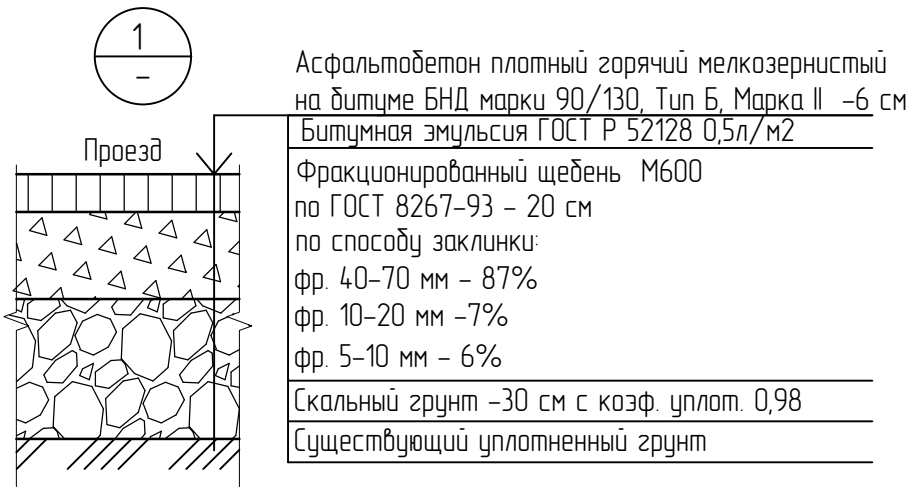 1
–
Проезд
Асфальтобетон плотный горячий мелкозернистый
на битуме БНД марки 90/130, Тип Б, Марка II –6 см
Битумная эмульсия ГОСТ Р 52128 0,5л/м2
Фракционированный щебень М600
по ГОСТ 8267–93 – 20 см
по способу заклинки:
фр. 40–70 мм – 87%
фр. 10–20 мм –7%
фр. 5–10 мм – 6%
Скальный грунт –30 см с коэф. уплот. 0,98
Существующий уплотненный грунт